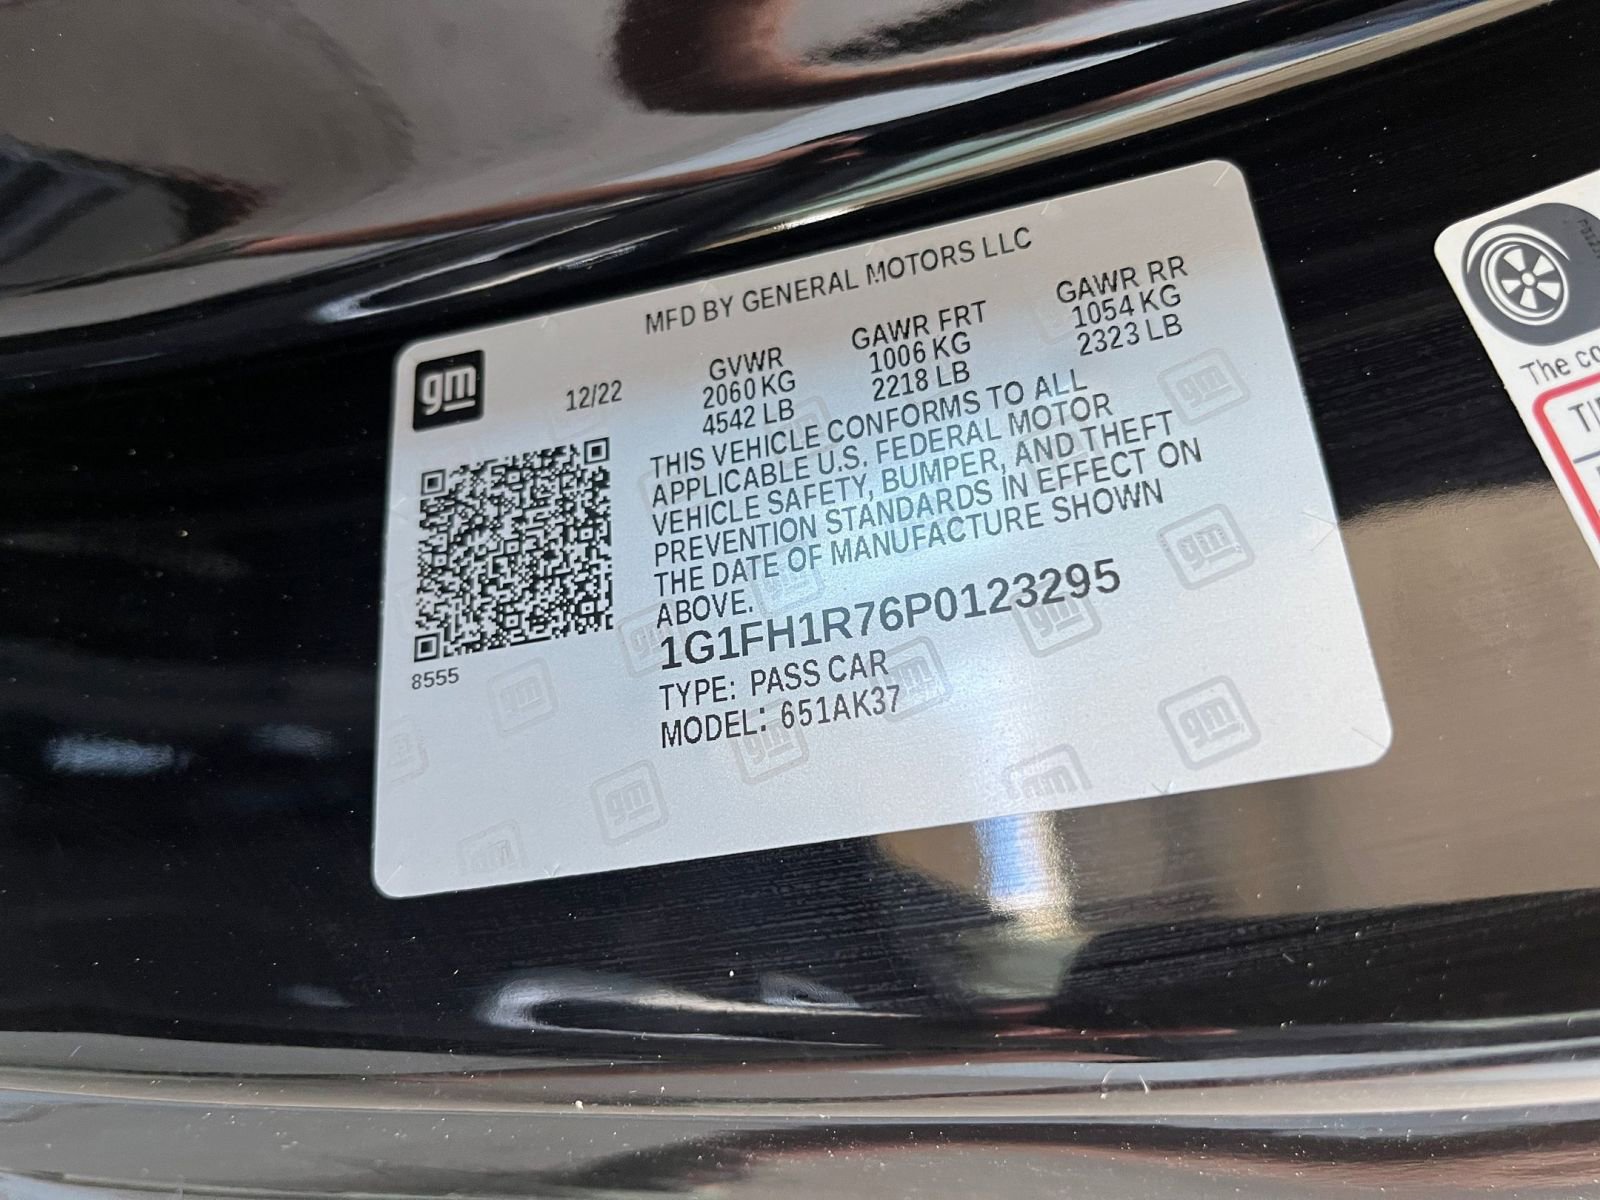 MFD BY GENERAL MOTORS LLC
gm
12/22
GVWR
2060 KG
4542 LB
GAWR FRT
1006 KG
2218 LB
GAWR RR
1054 KG
2323 LB
THIS VEHICLE CONFORMS TO ALL
APPLICABLE U.S. FEDERAL MOTOR
VEHICLE SAFETY, BUMPER, AND THEFT
PREVENTION STANDARDS IN EFFECT ON
THE DATE OF MANUFACTURE SHOWN
ABOVE.
1G1FH1R76P0123295
TYPE: PASS CAR
MODEL: 651AK37
8555
The